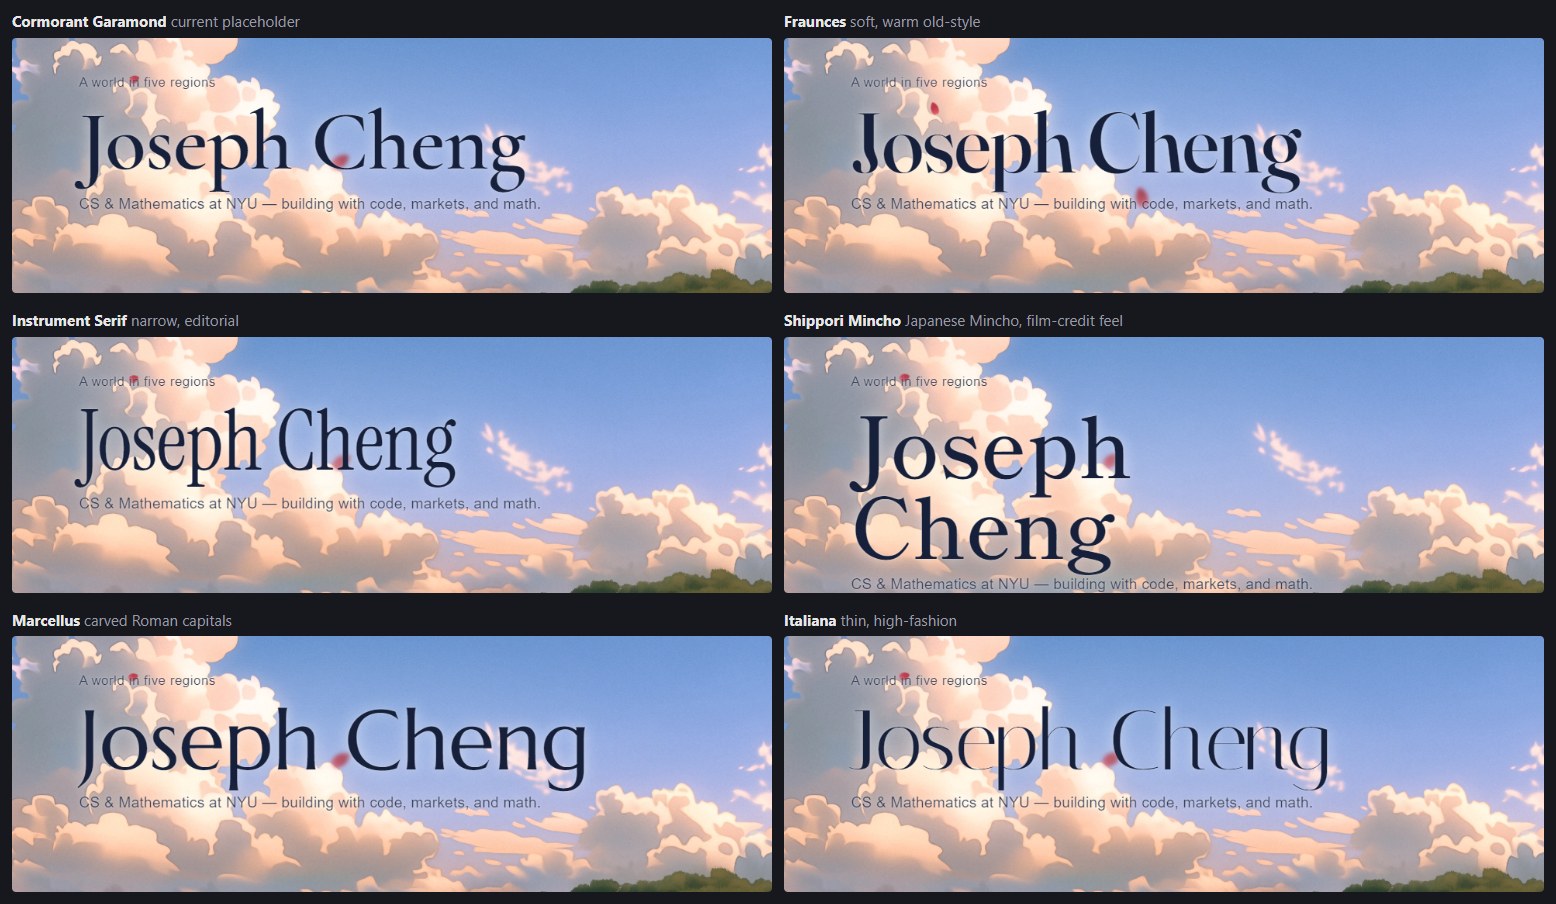 Cormorant Garamond current placeholder
A world in five regions
Joseph Cheng
CS & Mathematics at NYU — building with code, markets, and math.
Fraunces soft, warm old-style
A world in five regions
Joseph Cheng
CS & Mathematics at NYU — building with code, markets, and math.
Instrument Serif narrow, editorial
A world in five regions
Joseph Cheng
CS & Mathematics at NYU — building with code, markets, and math.
Shippori Mincho Japanese Mincho, film-credit feel
A world in five regions
Joseph
Cheng
CS & Mathematics at NYU — building with code, markets, and math.
Marcellus carved Roman capitals
A world in five regions
Joseph Cheng
CS & Mathematics at NYU — building with code, markets, and math.
Italiana thin, high-fashion
A world in five regions
Joseph Cheng
CS & Mathematics at NYU — building with code, markets, and math.